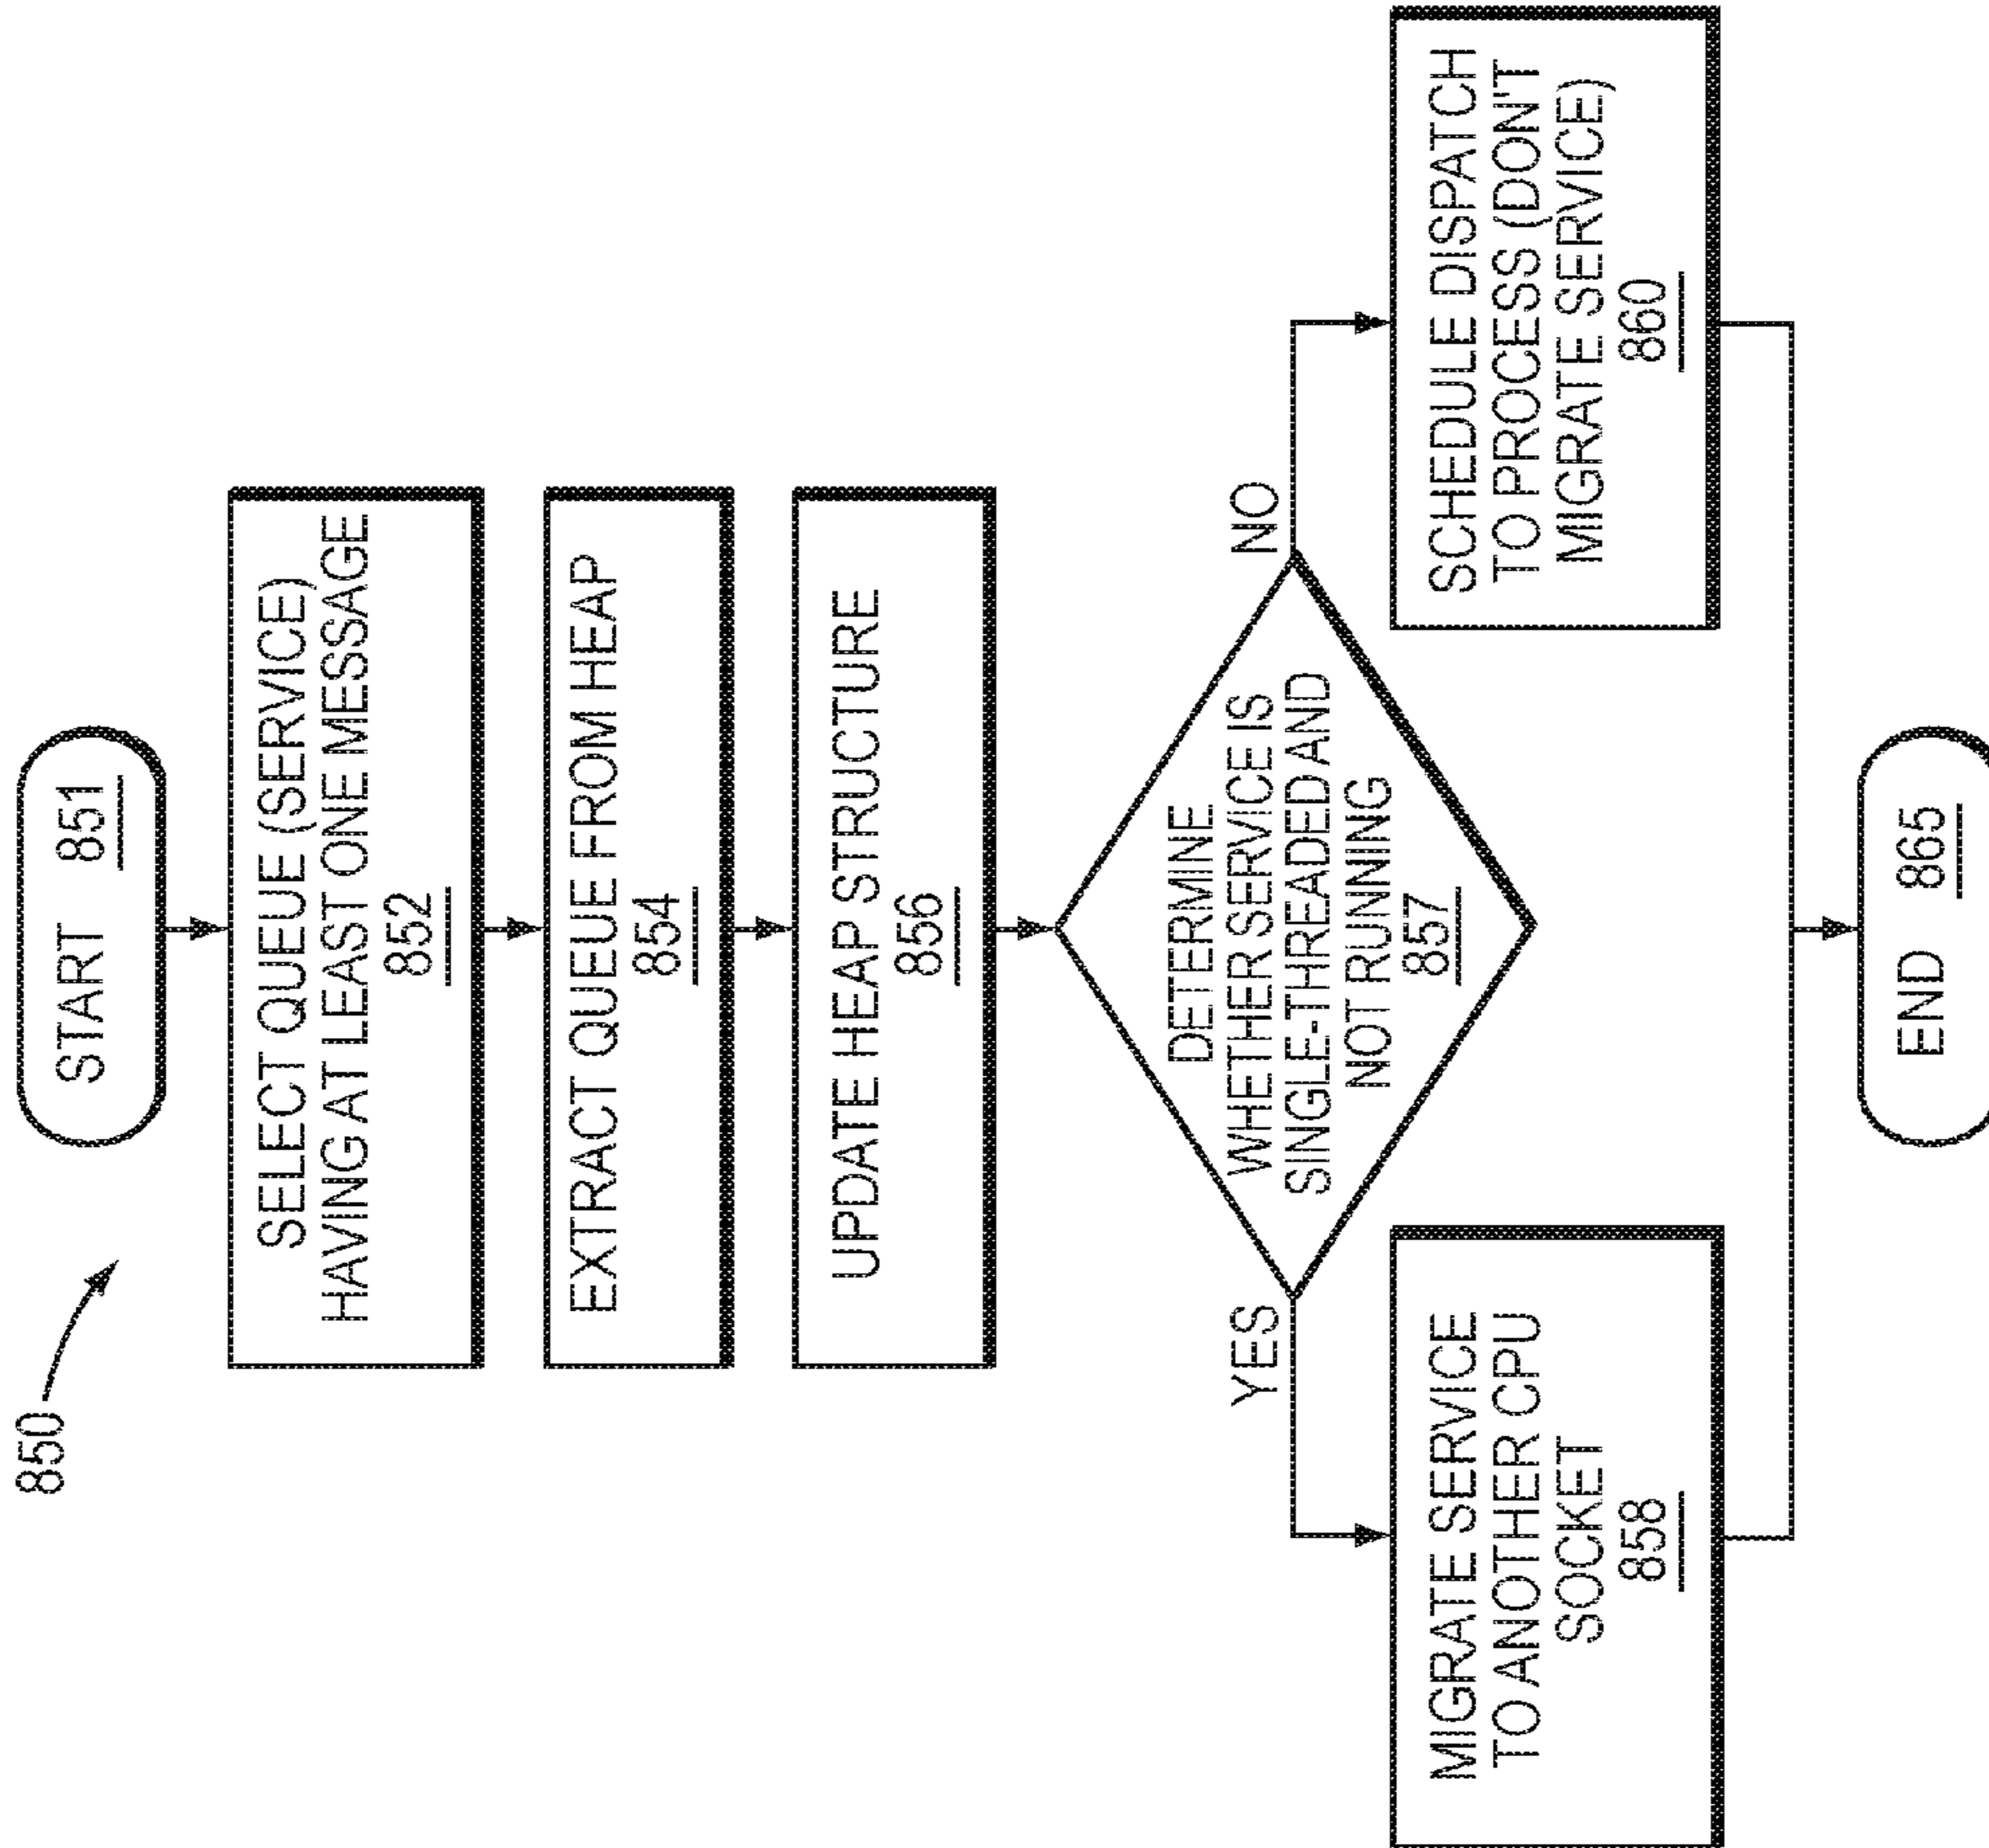 850
START 851
SELECT QUEUE (SERVICE)
HAVING AT LEAST ONE MESSAGE
852
EXTRACT QUEUE FROM HEAP
854
UPDATE HEAP STRUCTURE
856
DETERMINE
WHETHER SERVICE IS
SINGLE-THREADED AND
NOT RUNNING
857
YES
NO
MIGRATE SERVICE
TO ANOTHER CPU
SOCKET
858
SCHEDULE DISPATCH
TO PROCESS (DON'T
MIGRATE SERVICE)
860
END 865